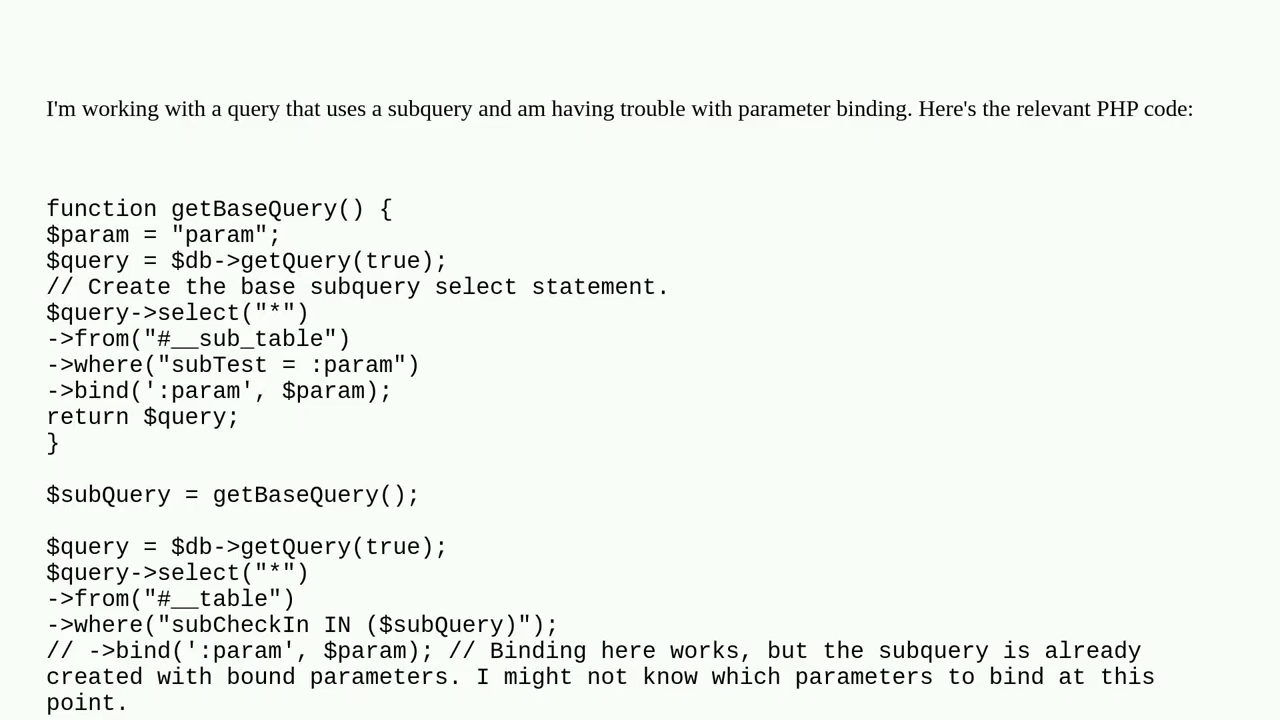 I'm working with a query that uses a subquery and am having trouble with parameter binding. Here's the relevant PHP code:
function getBaseQuery() {
$param = "param";
$query = $db->getQuery(true);
// Create the base subquery select statement.
$query->select("*")
->from("#__sub_table")
->where("subTest = :param")
->bind(':param', $param);
return $query;
}
$subQuery = getBaseQuery();
$query = $db->getQuery(true);
$query->select("*")
->from("#__table")
->where("subCheckIn IN ($subQuery)");
// ->bind(':param', $param); // Binding here works, but the subquery is already
created with bound parameters. I might not know which parameters to bind at this
point.